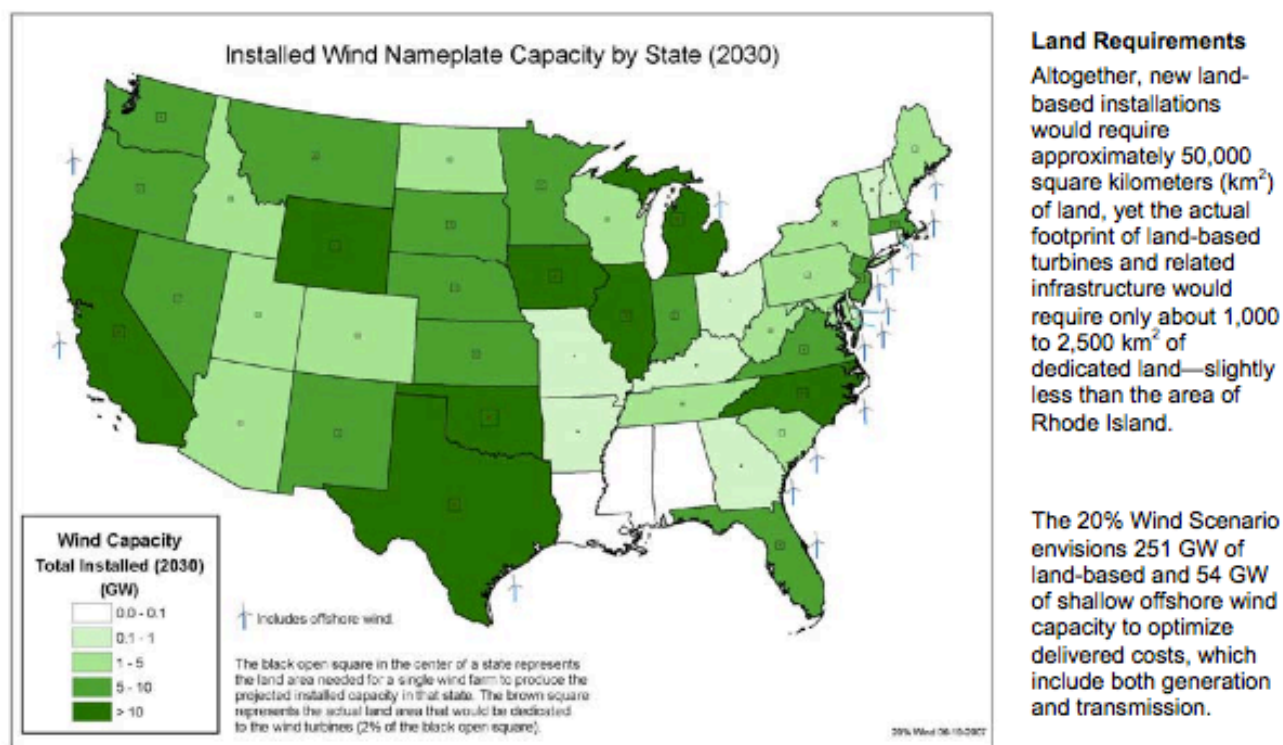 Installed Wind Nameplate Capacity by State (2030)
Wind Capacity
Total Installed (2030)
(GW)
0.0 - 0.1
0.1 - 1
1 - 5
5 - 10
> 10
Includes offshore wind.
The black open square in the center of a state represents
the land area needed for a single wind farm to produce the
projected installed capacity in that state. The brown square
represents the actual land area that would be dedicated
to the wind turbines (2% of the black open square).
20% Wind 06-19-2007
Land Requirements
Altogether, new land-
based installations
would require
approximately 50,000
square kilometers (km²)
of land, yet the actual
footprint of land-based
turbines and related
infrastructure would
require only about 1,000
to 2,500 km² of
dedicated land—slightly
less than the area of
Rhode Island.
The 20% Wind Scenario
envisions 251 GW of
land-based and 54 GW
of shallow offshore wind
capacity to optimize
delivered costs, which
include both generation
and transmission.